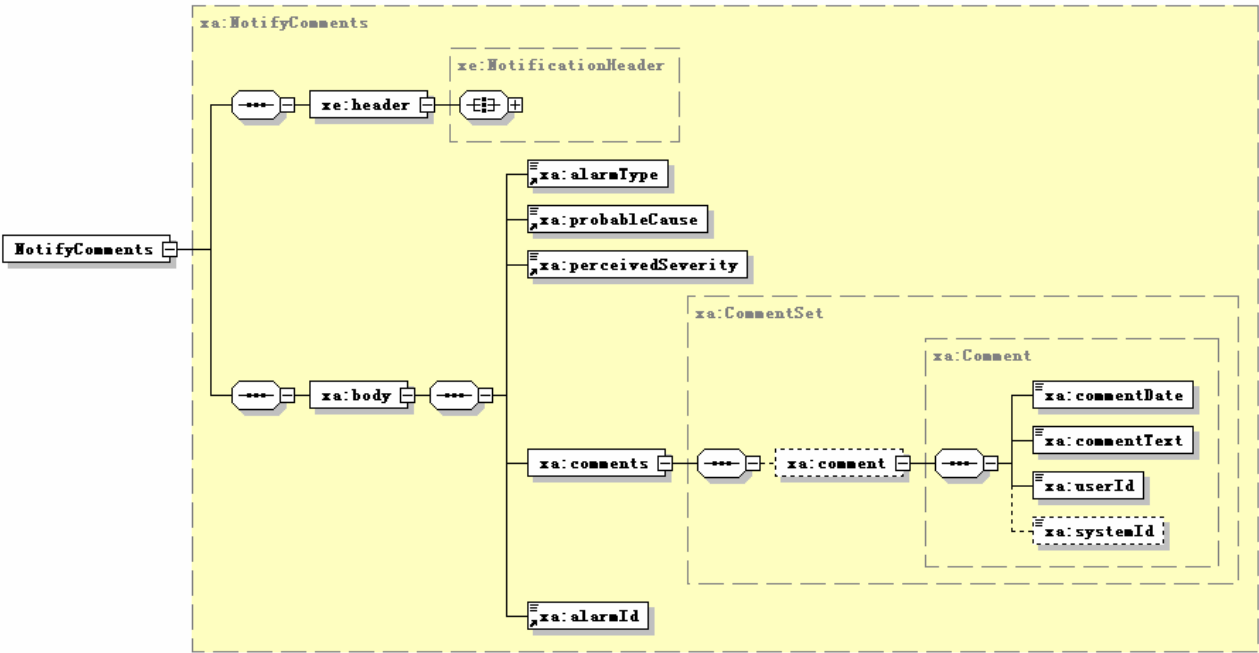 xa:NotifyComments
xe:NotificationHeader
xe:header
xa:alarmType
xa:probableCause
NotifyComments
xa:perceivedSeverity
xa:CommentSet
xa:Comment
xa:body
xa:commentDate
xa:commentText
xa:comments
xa:comment
xa:userId
xa:systemId
xa:alarmId